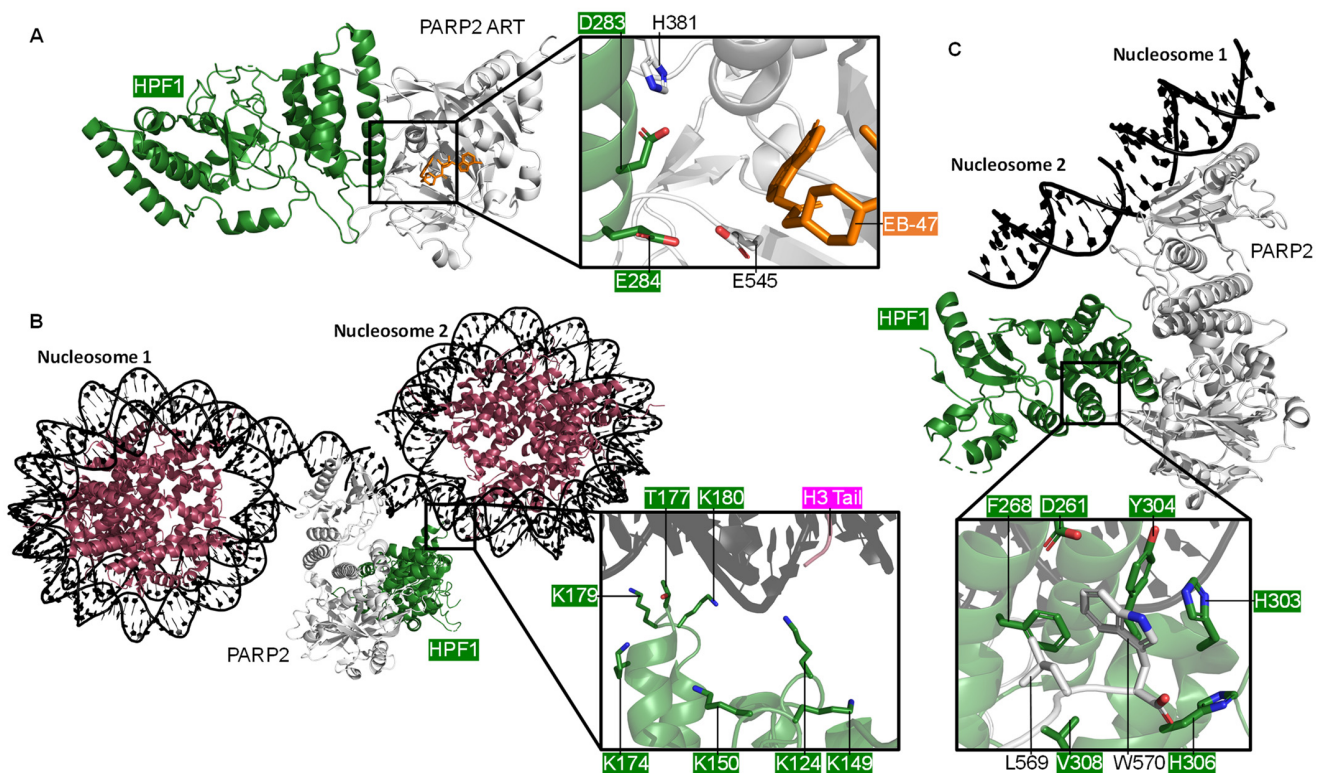 A
PARP2 ART
HPF1
D283
H381
EB-47
E284
E545
B
Nucleosome 1
Nucleosome 2
PARP2
HPF1
T177
K180
H3 Tail
K179
K174
K150
K124
K149
C
Nucleosome 1
Nucleosome 2
PARP2
HPF1
F268
D261
Y304
H303
L569
V308
W570
H306